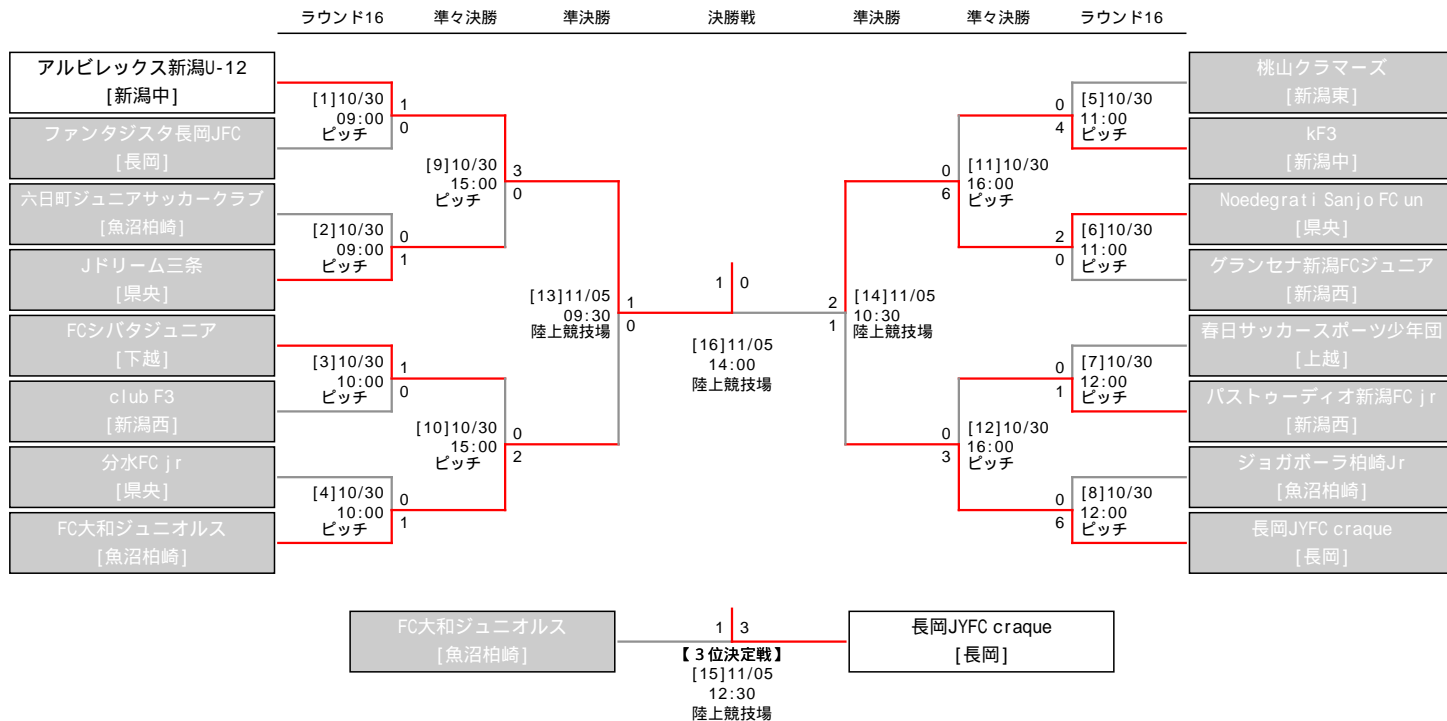 ラウンド16 準々決勝 準決勝 決勝戦 準決勝 準々決勝 ラウンド16
アルビレックス新潟U-12
[新潟中]
ファンタジスタ長岡JFC
[長岡]
六日町ジュニアサッカークラブ
[魚沼柏崎]
Jドリーム三条
[県央]
FCシバタジュニア
[下越]
club F3
[新潟西]
分水FC jr
[県央]
FC大和ジュニオルス
[魚沼柏崎]
[1]10/30
09:00
ピッチ
1
0
[2]10/30
09:00
ピッチ
0
1
[3]10/30
10:00
ピッチ
1
0
[4]10/30
10:00
ピッチ
0
1
[9]10/30
15:00
ピッチ
3
0
[10]10/30
15:00
ピッチ
0
2
[13]11/05
09:30
陸上競技場
1
0
1 0
[16]11/05
14:00
陸上競技場
2
1
[14]11/05
10:30
陸上競技場
0
6
[11]10/30
16:00
ピッチ
0
3
[12]10/30
16:00
ピッチ
0
4
[5]10/30
11:00
ピッチ
2
0
[6]10/30
11:00
ピッチ
0
1
[7]10/30
12:00
ピッチ
0
6
[8]10/30
12:00
ピッチ
桃山クラマーズ
[新潟東]
kF3
[新潟中]
Noedegrati Sanjo FC un
[県央]
グランセナ新潟FCジュニア
[新潟西]
春日サッカースポーツ少年団
[上越]
パストゥーディオ新潟FC jr
[新潟西]
ジョガボーラ柏崎Jr
[魚沼柏崎]
長岡JYFC craque
[長岡]
FC大和ジュニオルス
[魚沼柏崎]
1 3
【３位決定戦】
[15]11/05
12:30
陸上競技場
長岡JYFC craque
[長岡]